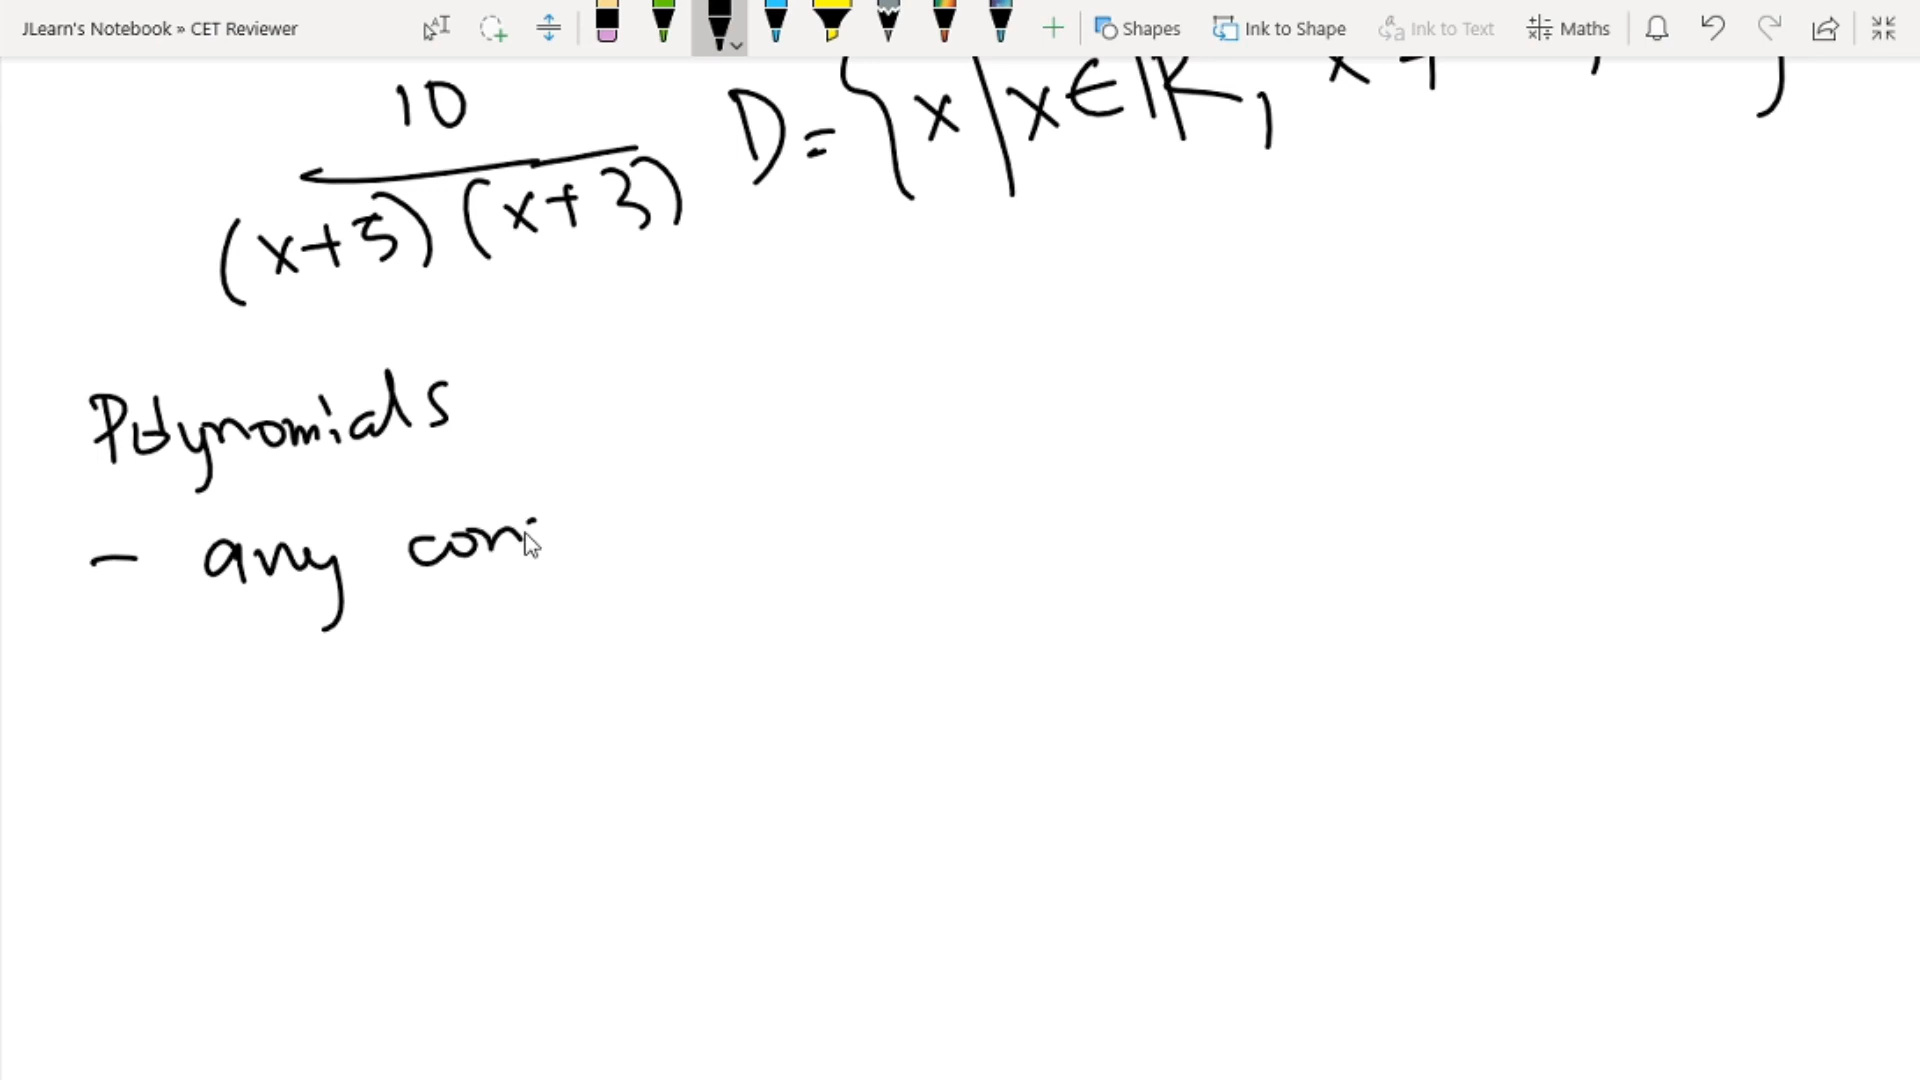 JLearn's Notebook » CET Reviewer
Shapes
Ink to Shape
Ink to Text
Maths
10
(x+5)(x+3)
D={x|x∈ℝ,
Polynomials
- any con